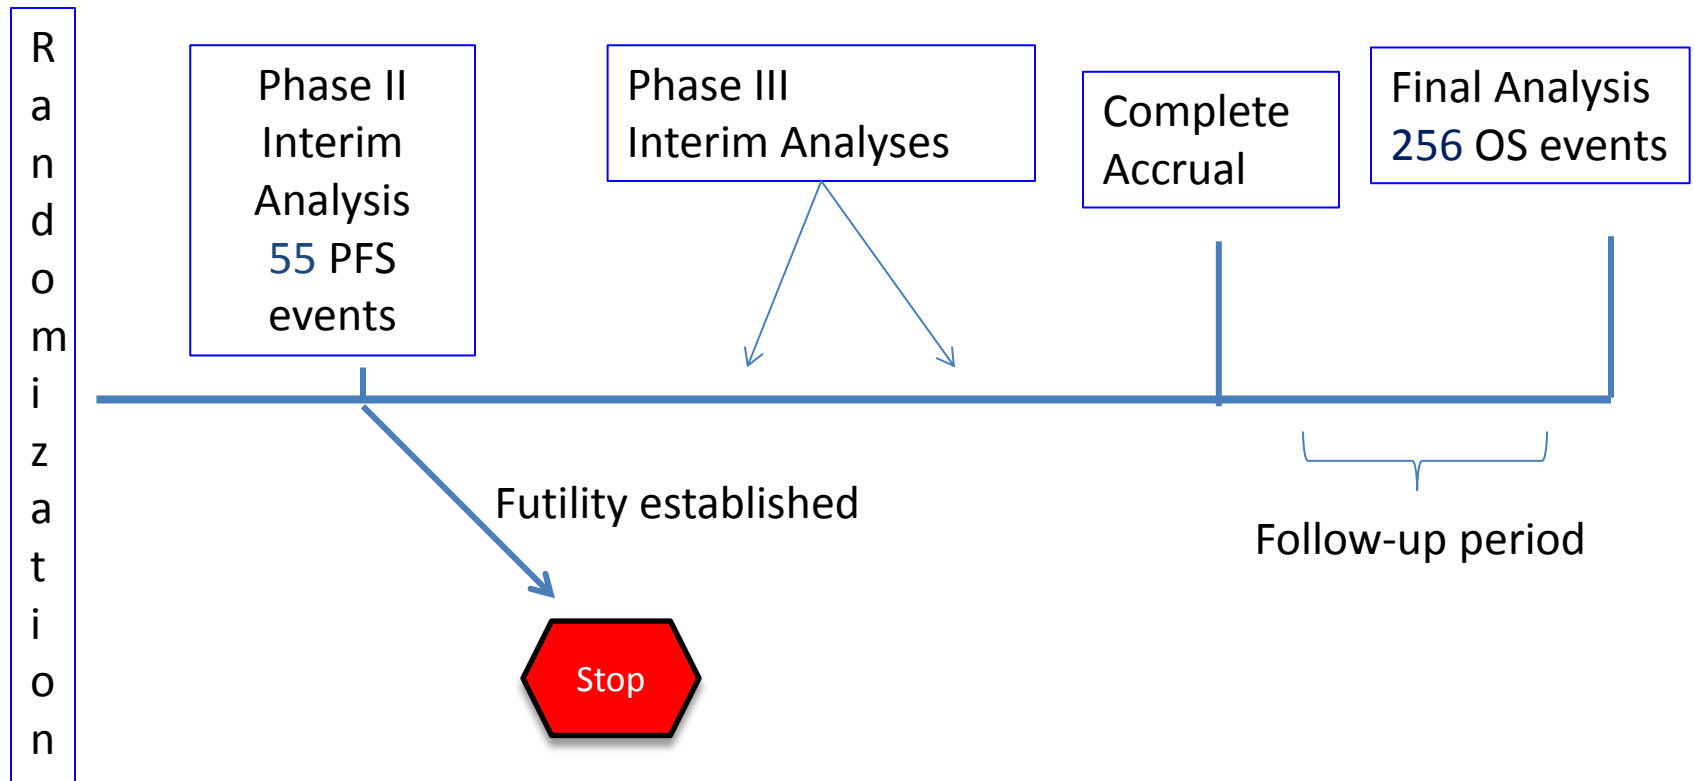 R
a
n
d
o
m
i
z
a
t
i
o
n
Phase II
Interim
Analysis
55 PFS
events
Phase III
Interim Analyses
Complete
Accrual
Final Analysis
256 OS events
Futility established
Follow-up period
Stop